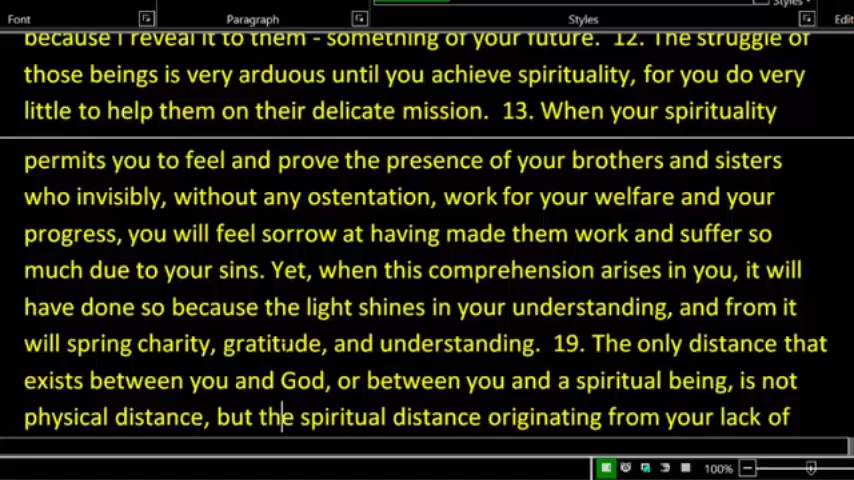 Styles
Font Paragraph Styles Edit
because I reveal it to them - something of your future. 12. The struggle of
those beings is very arduous until you achieve spirituality, for you do very
little to help them on their delicate mission. 13. When your spirituality
permits you to feel and prove the presence of your brothers and sisters
who invisibly, without any ostentation, work for your welfare and your
progress, you will feel sorrow at having made them work and suffer so
much due to your sins. Yet, when this comprehension arises in you, it will
have done so because the light shines in your understanding, and from it
will spring charity, gratitude, and understanding. 19. The only distance that
exists between you and God, or between you and a spiritual being, is not
physical distance, but the spiritual distance originating from your lack of
100%